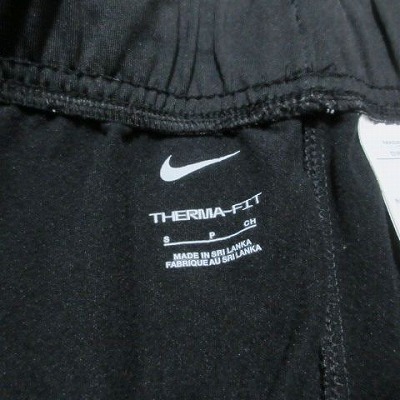 THERMA-FIT
S P CH
MADE IN SRI LANKA
FABRIQUE AU SRI LANKA